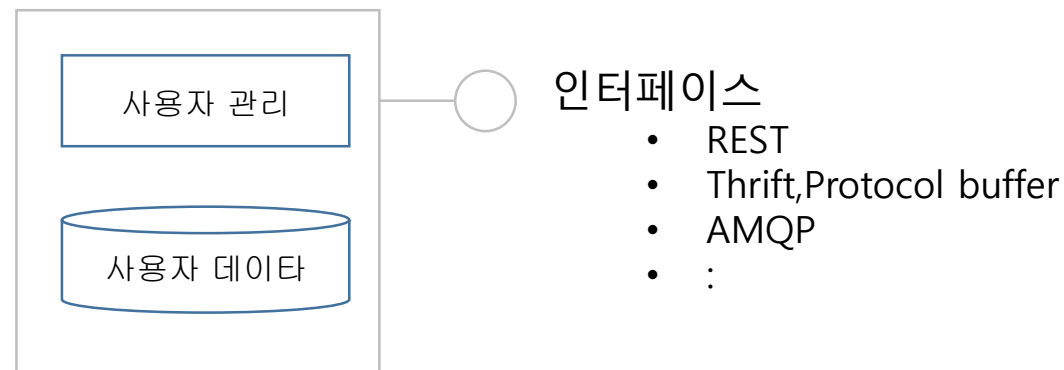 사용자 관리
사용자 데이타
인터페이스
• REST
• Thrift,Protocol buffer
• AMQP
• :